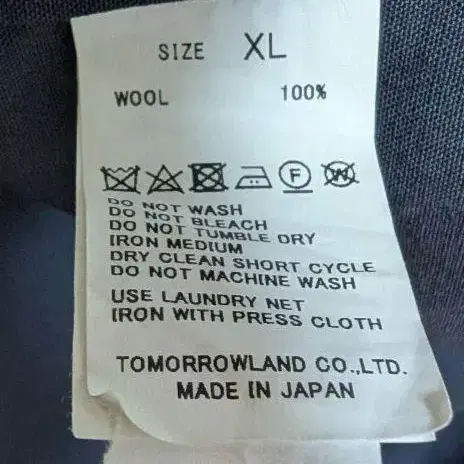 SIZE XL
WOOL 100%
F W
DO NOT WASH
DO NOT BLEACH
DO NOT TUMBLE DRY
IRON MEDIUM
DRY CLEAN SHORT CYCLE
DO NOT MACHINE WASH
USE LAUNDRY NET
IRON WITH PRESS CLOTH
TOMORROWLAND CO.,LTD.
MADE IN JAPAN